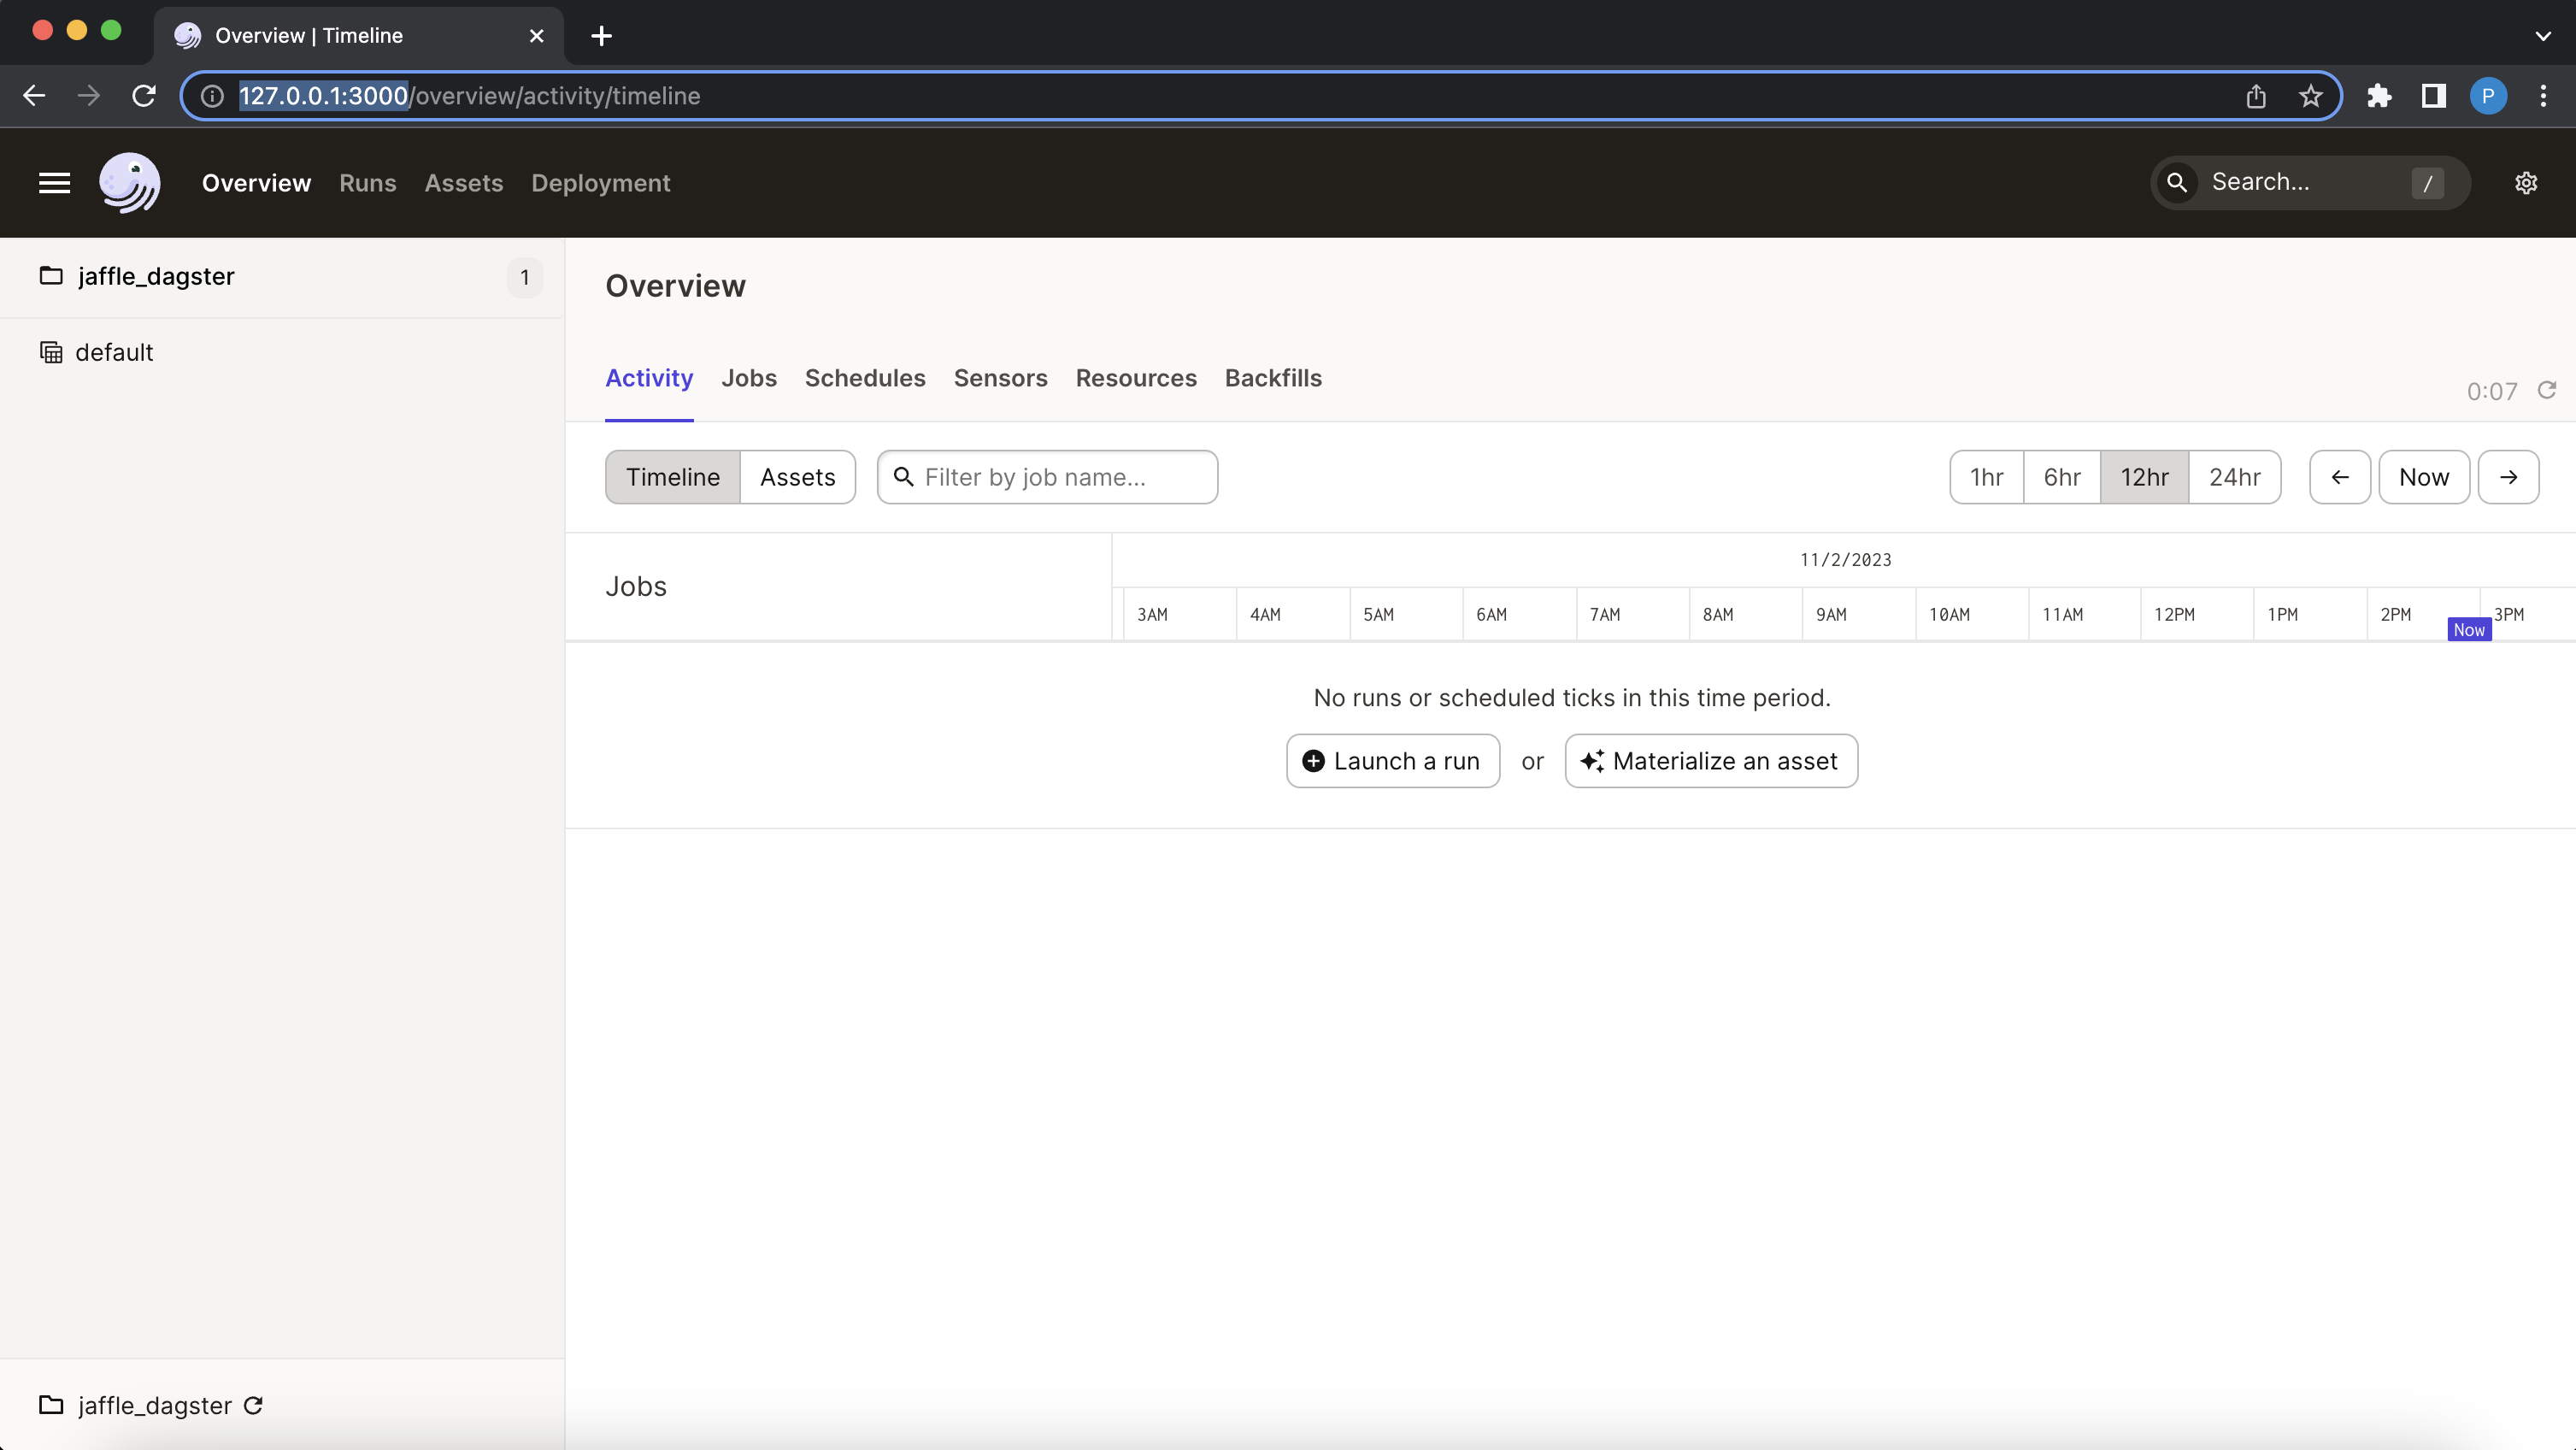 Overview | Timeline
127.0.0.1:3000/overview/activity/timeline
P
Overview Runs Assets Deployment
Search... /
jaffle_dagster 1
default
Overview
Activity Jobs Schedules Sensors Resources Backfills
0:07
Timeline Assets Filter by job name... 1hr 6hr 12hr 24hr Now
Jobs
11/2/2023
3AM 4AM 5AM 6AM 7AM 8AM 9AM 10AM 11AM 12PM 1PM 2PM 3PM
Now
No runs or scheduled ticks in this time period.
Launch a run or Materialize an asset
jaffle_dagster